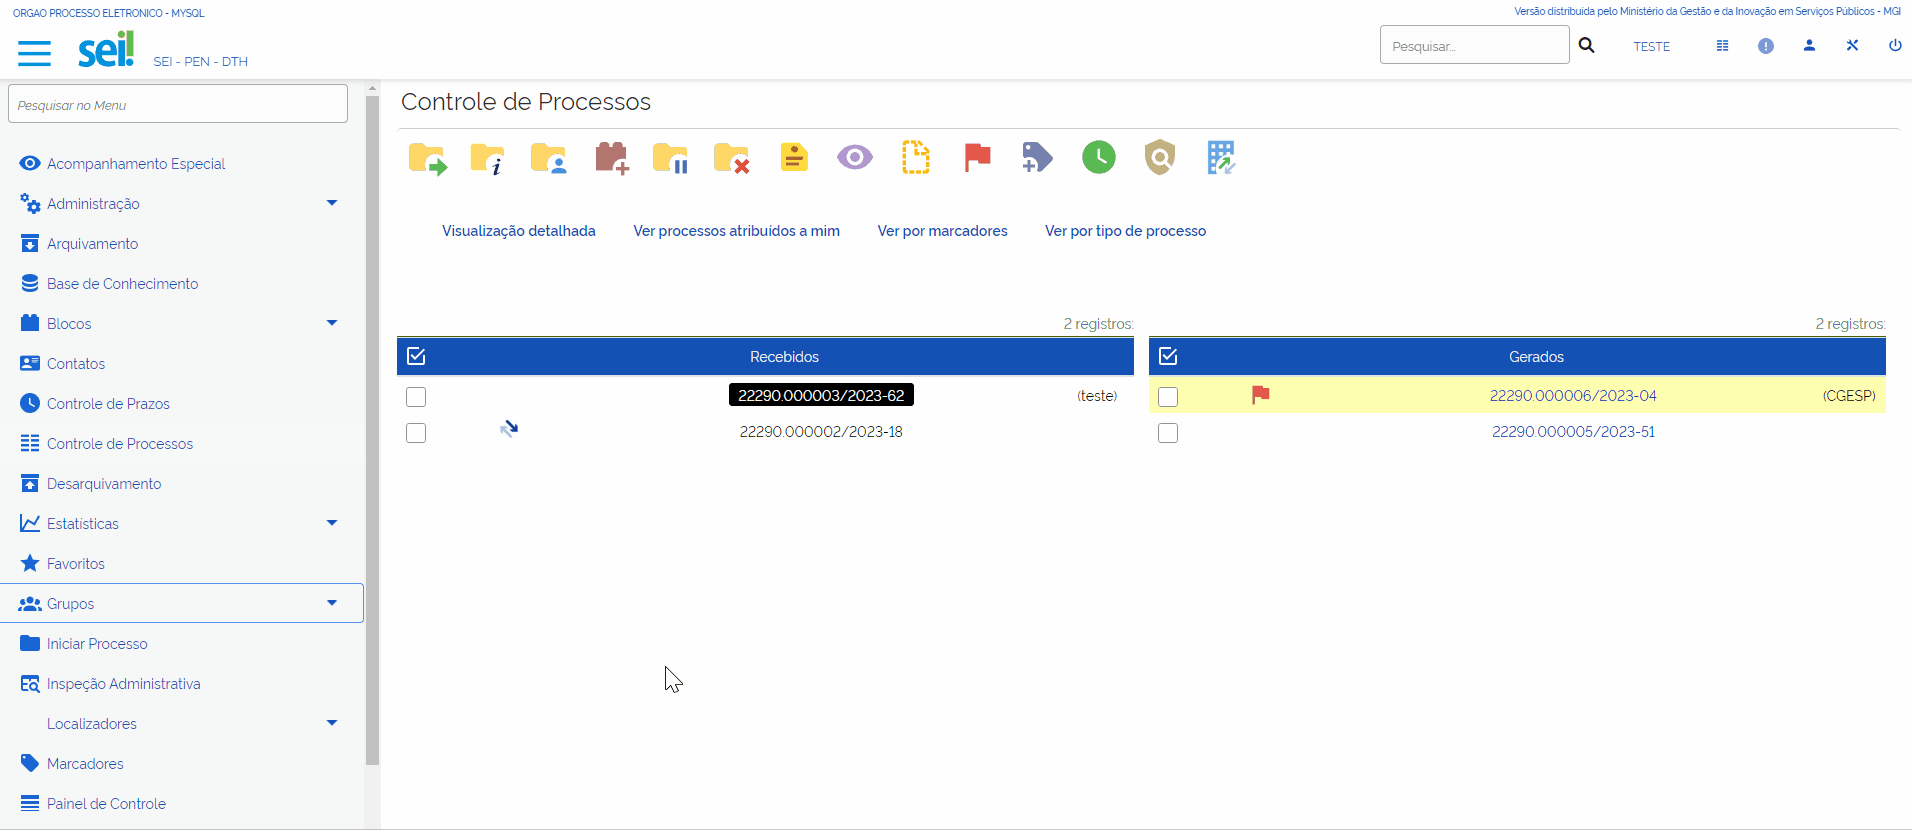 ORGAO PROCESSO ELETRONICO - MYSQL
Versão distribuída pelo Ministério da Gestão e da Inovação em Serviços Públicos - MGI
sei!
SEI - PEN - DTH
Pesquisar...
TESTE
Pesquisar no Menu
Acompanhamento Especial
Administração
Arquivamento
Base de Conhecimento
Blocos
Contatos
Controle de Prazos
Controle de Processos
Desarquivamento
Estatísticas
Favoritos
Grupos
Iniciar Processo
Inspeção Administrativa
Localizadores
Marcadores
Painel de Controle
Controle de Processos
Visualização detalhada
Ver processos atribuídos a mim
Ver por marcadores
Ver por tipo de processo
2 registros:
Recebidos
22290.000003/2023-62 (teste)
22290.000002/2023-18
2 registros:
Gerados
22290.000006/2023-04 (CGESP)
22290.000005/2023-51